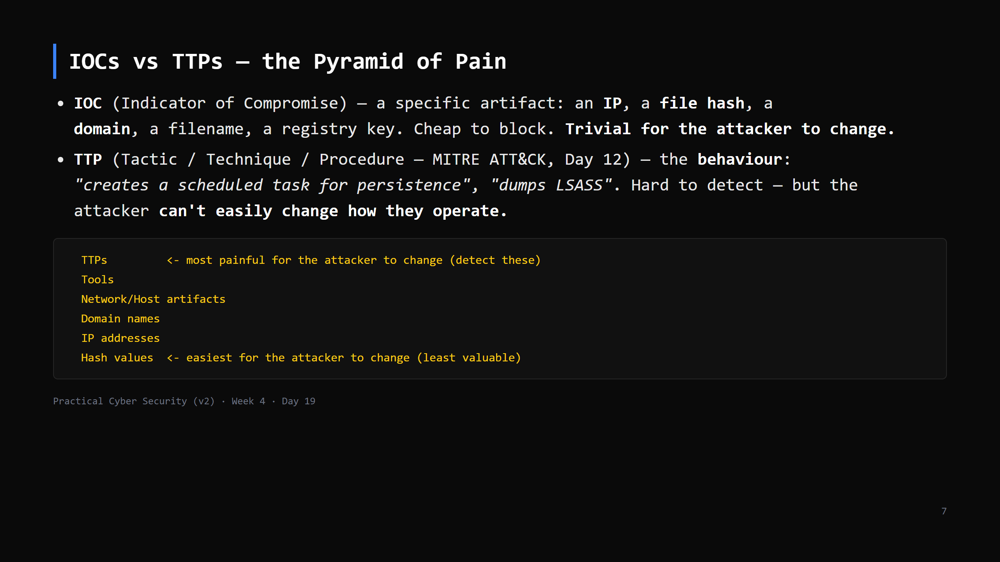 IOCs vs TTPs — the Pyramid of Pain
• IOC (Indicator of Compromise) — a specific artifact: an IP, a file hash, a
domain, a filename, a registry key. Cheap to block. Trivial for the attacker to change.
• TTP (Tactic / Technique / Procedure — MITRE ATT&CK, Day 12) — the behaviour:
"creates a scheduled task for persistence", "dumps LSASS". Hard to detect — but the
attacker can't easily change how they operate.
TTPs         <- most painful for the attacker to change (detect these)
Tools
Network/Host artifacts
Domain names
IP addresses
Hash values  <- easiest for the attacker to change (least valuable)
Practical Cyber Security (v2) · Week 4 · Day 19
7